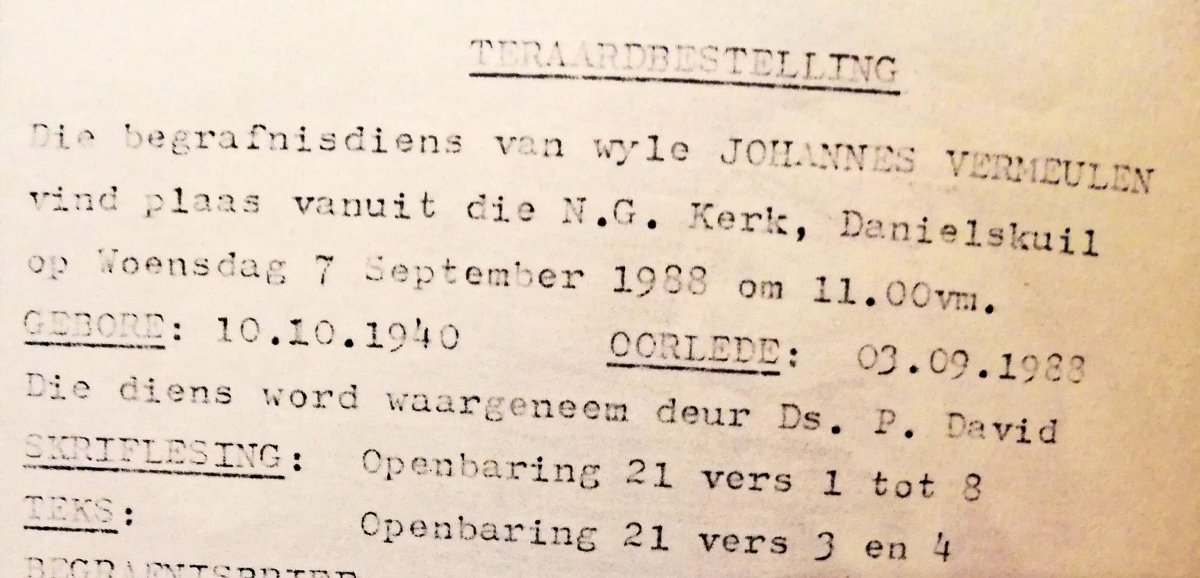 TERAARDBESTELLING
Die begrafnisdiens van wyle JOHANNES VERMEULEN
vind plaas vanuit die N.G. Kerk, Danielskuil
op Woensdag 7 September 1988 om 11.00vm.
GEBORE: 10.10.1940 OORLEDE: 03.09.1988
Die diens word waargeneem deur Ds. P. David
SKRIFLESING: Openbaring 21 vers 1 tot 8
TEKS: Openbaring 21 vers 3 en 4